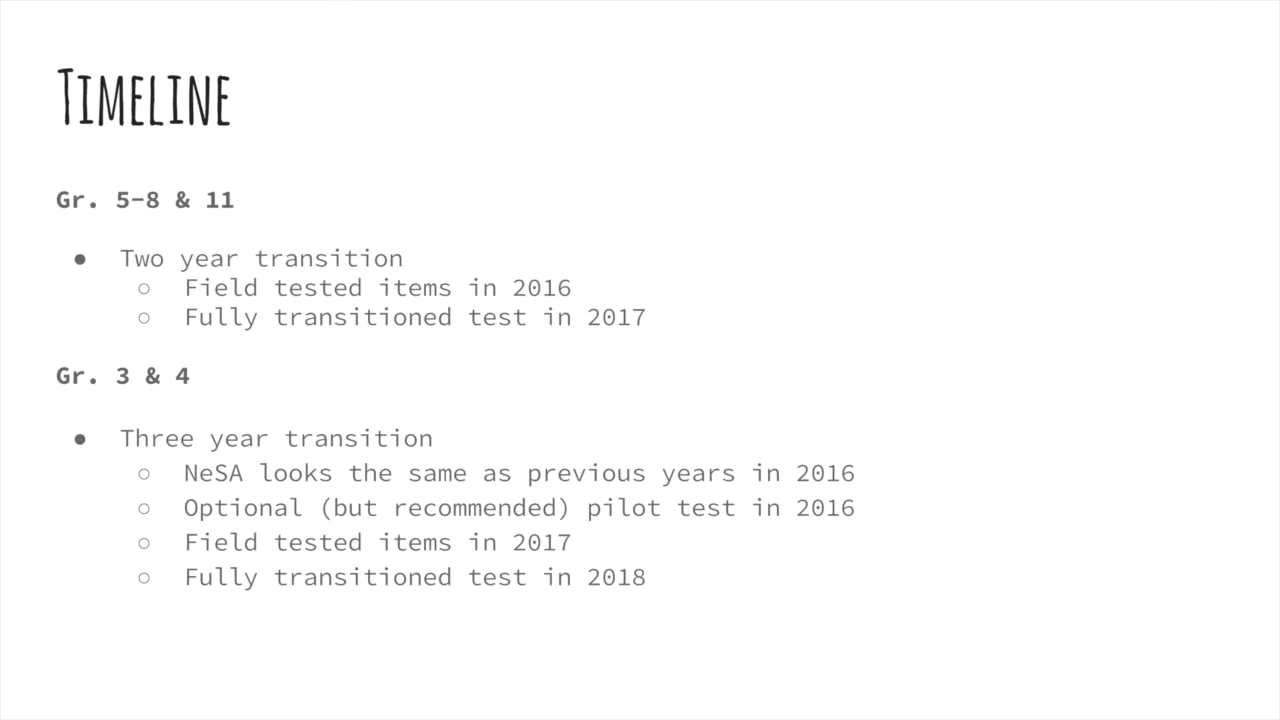 Timeline
Gr. 5-8 & 11
● Two year transition
○ Field tested items in 2016
○ Fully transitioned test in 2017
Gr. 3 & 4
● Three year transition
○ NeSA looks the same as previous years in 2016
○ Optional (but recommended) pilot test in 2016
○ Field tested items in 2017
○ Fully transitioned test in 2018